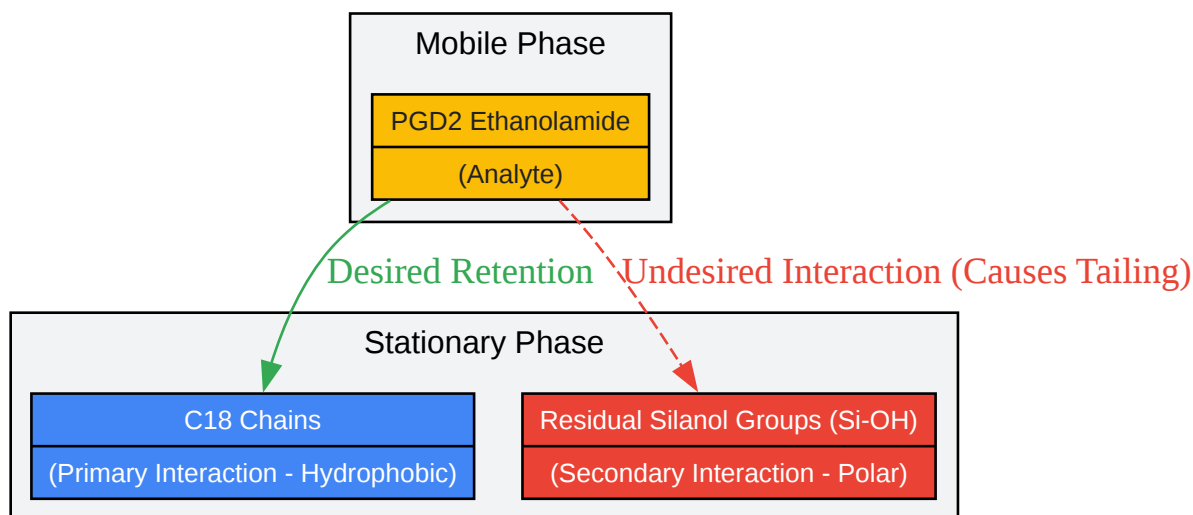 Mobile Phase
PGD2 Ethanolamide
(Analyte)
Desired Retention
Undesired Interaction (Causes Tailing)
Stationary Phase
C18 Chains
(Primary Interaction - Hydrophobic)
Residual Silanol Groups (Si-OH)
(Secondary Interaction - Polar)